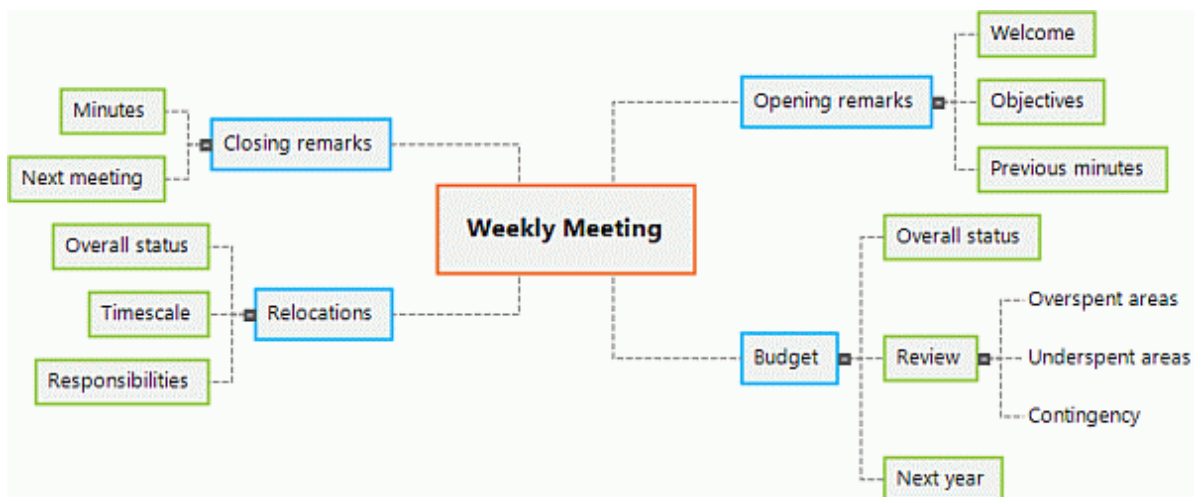 Weekly Meeting
Opening remarks
Welcome
Objectives
Previous minutes
Budget
Overall status
Review
Overspent areas
Underspent areas
Contingency
Next year
Relocations
Overall status
Timescale
Responsibilities
Closing remarks
Minutes
Next meeting